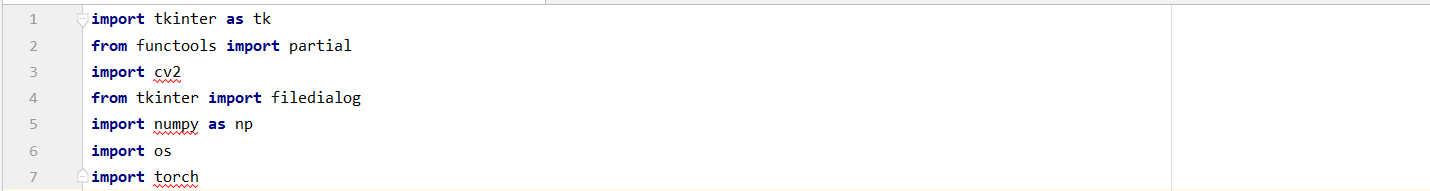 1 import tkinter as tk
2 from functools import partial
3 import cv2
4 from tkinter import filedialog
5 import numpy as np
6 import os
7 import torch